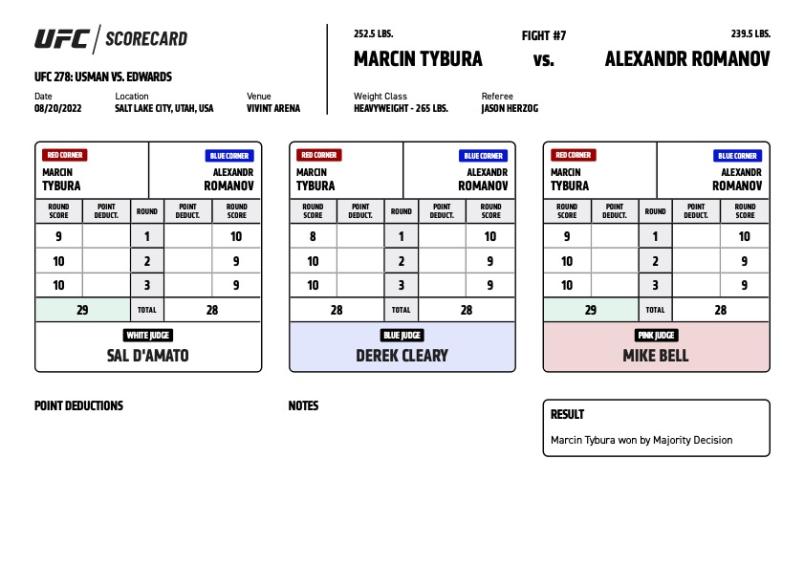 UFC / SCORECARD
UFC 278: USMAN VS. EDWARDS
Date Location Venue
08/20/2022 SALT LAKE CITY, UTAH, USA VIVINT ARENA
252.5 LBS. FIGHT #7 239.5 LBS.
MARCIN TYBURA vs. ALEXANDR ROMANOV
Weight Class Referee
HEAVYWEIGHT - 265 LBS. JASON HERZOG
RED CORNER BLUE CORNER
MARCIN ALEXANDR
TYBURA ROMANOV
ROUND SCORE POINT DEDUCT. ROUND POINT DEDUCT. ROUND SCORE
9 1 10
10 2 9
10 3 9
29 TOTAL 28
WHITE JUDGE
SAL D'AMATO
RED CORNER BLUE CORNER
MARCIN ALEXANDR
TYBURA ROMANOV
ROUND SCORE POINT DEDUCT. ROUND POINT DEDUCT. ROUND SCORE
8 1 10
10 2 9
10 3 9
28 TOTAL 28
BLUE JUDGE
DEREK CLEARY
RED CORNER BLUE CORNER
MARCIN ALEXANDR
TYBURA ROMANOV
ROUND SCORE POINT DEDUCT. ROUND POINT DEDUCT. ROUND SCORE
9 1 10
10 2 9
10 3 9
29 TOTAL 28
PINK JUDGE
MIKE BELL
POINT DEDUCTIONS
NOTES
RESULT
Marcin Tybura won by Majority Decision